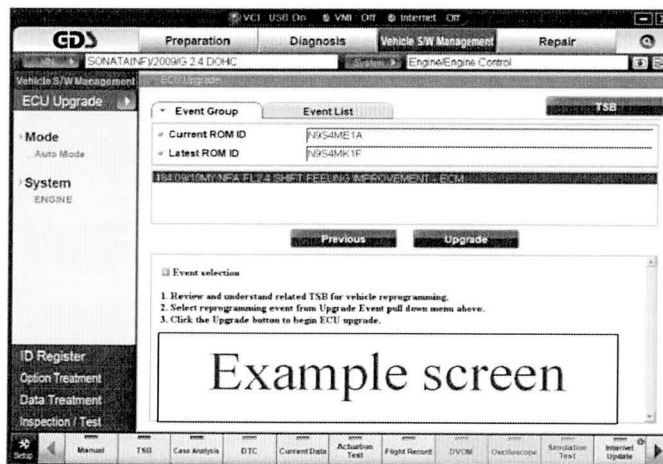 VCI USB On VMI Off Internet Off
GDS Preparation Diagnosis Vehicle S/W Management Repair
SONATA(NF)/2009/G 2.4 DOHC System Engine/Engine Control
Vehicle S/W Management ECU Upgrade
ECU Upgrade
Event Group Event List TSB
Mode
Auto Mode
System
ENGINE
Current ROM ID N9S4ME1A
Latest ROM ID N9S4MK1F
184.09/10MY NFA FL 2.4 SHIFT FEELING IMPROVEMENT - ECM
Previous Upgrade
Event selection
1. Review and understand related TSB for vehicle reprogramming.
2. Select reprogramming event from Upgrade Event pull down menu above.
3. Click the Upgrade button to begin ECU upgrade.
Example screen
ID Register
Option Treatment
Data Treatment
Inspection / Test
Setup Manual TSB Case Analysis DTC Current Data Actuation Test Flight Record DVOM Oscilloscope Simulation Test Internet Update